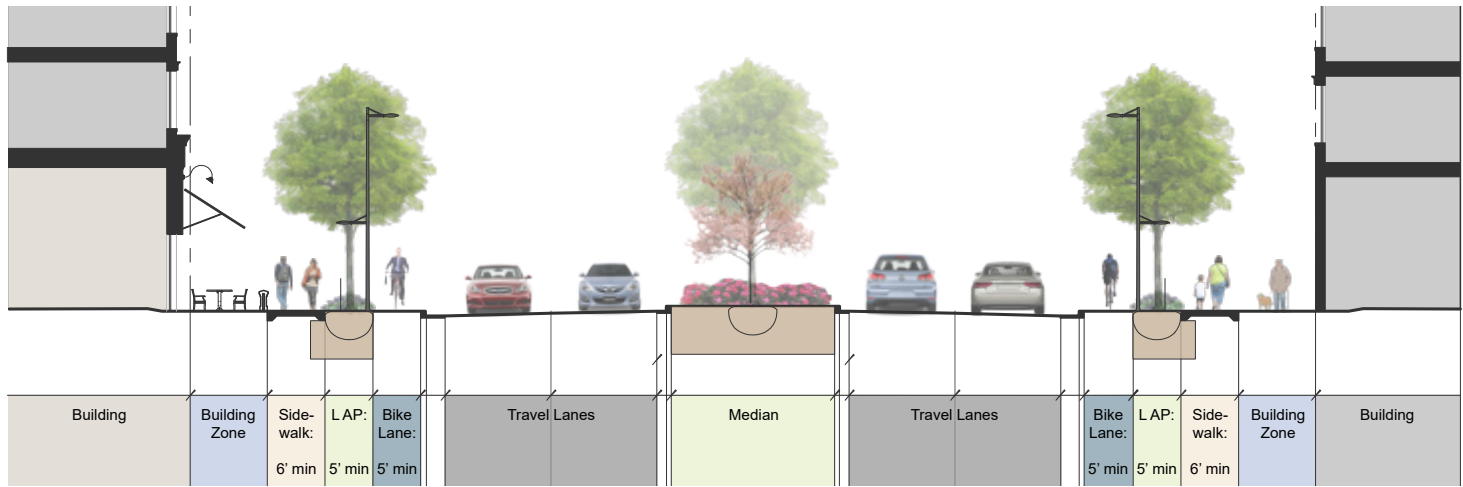 Building
Building
Zone
Side-
walk:
6' min
L AP:
5' min
Bike
Lane:
5' min
Travel Lanes
Median
Travel Lanes
Bike
Lane:
5' min
L AP:
5' min
Side-
walk:
6' min
Building
Zone
Building